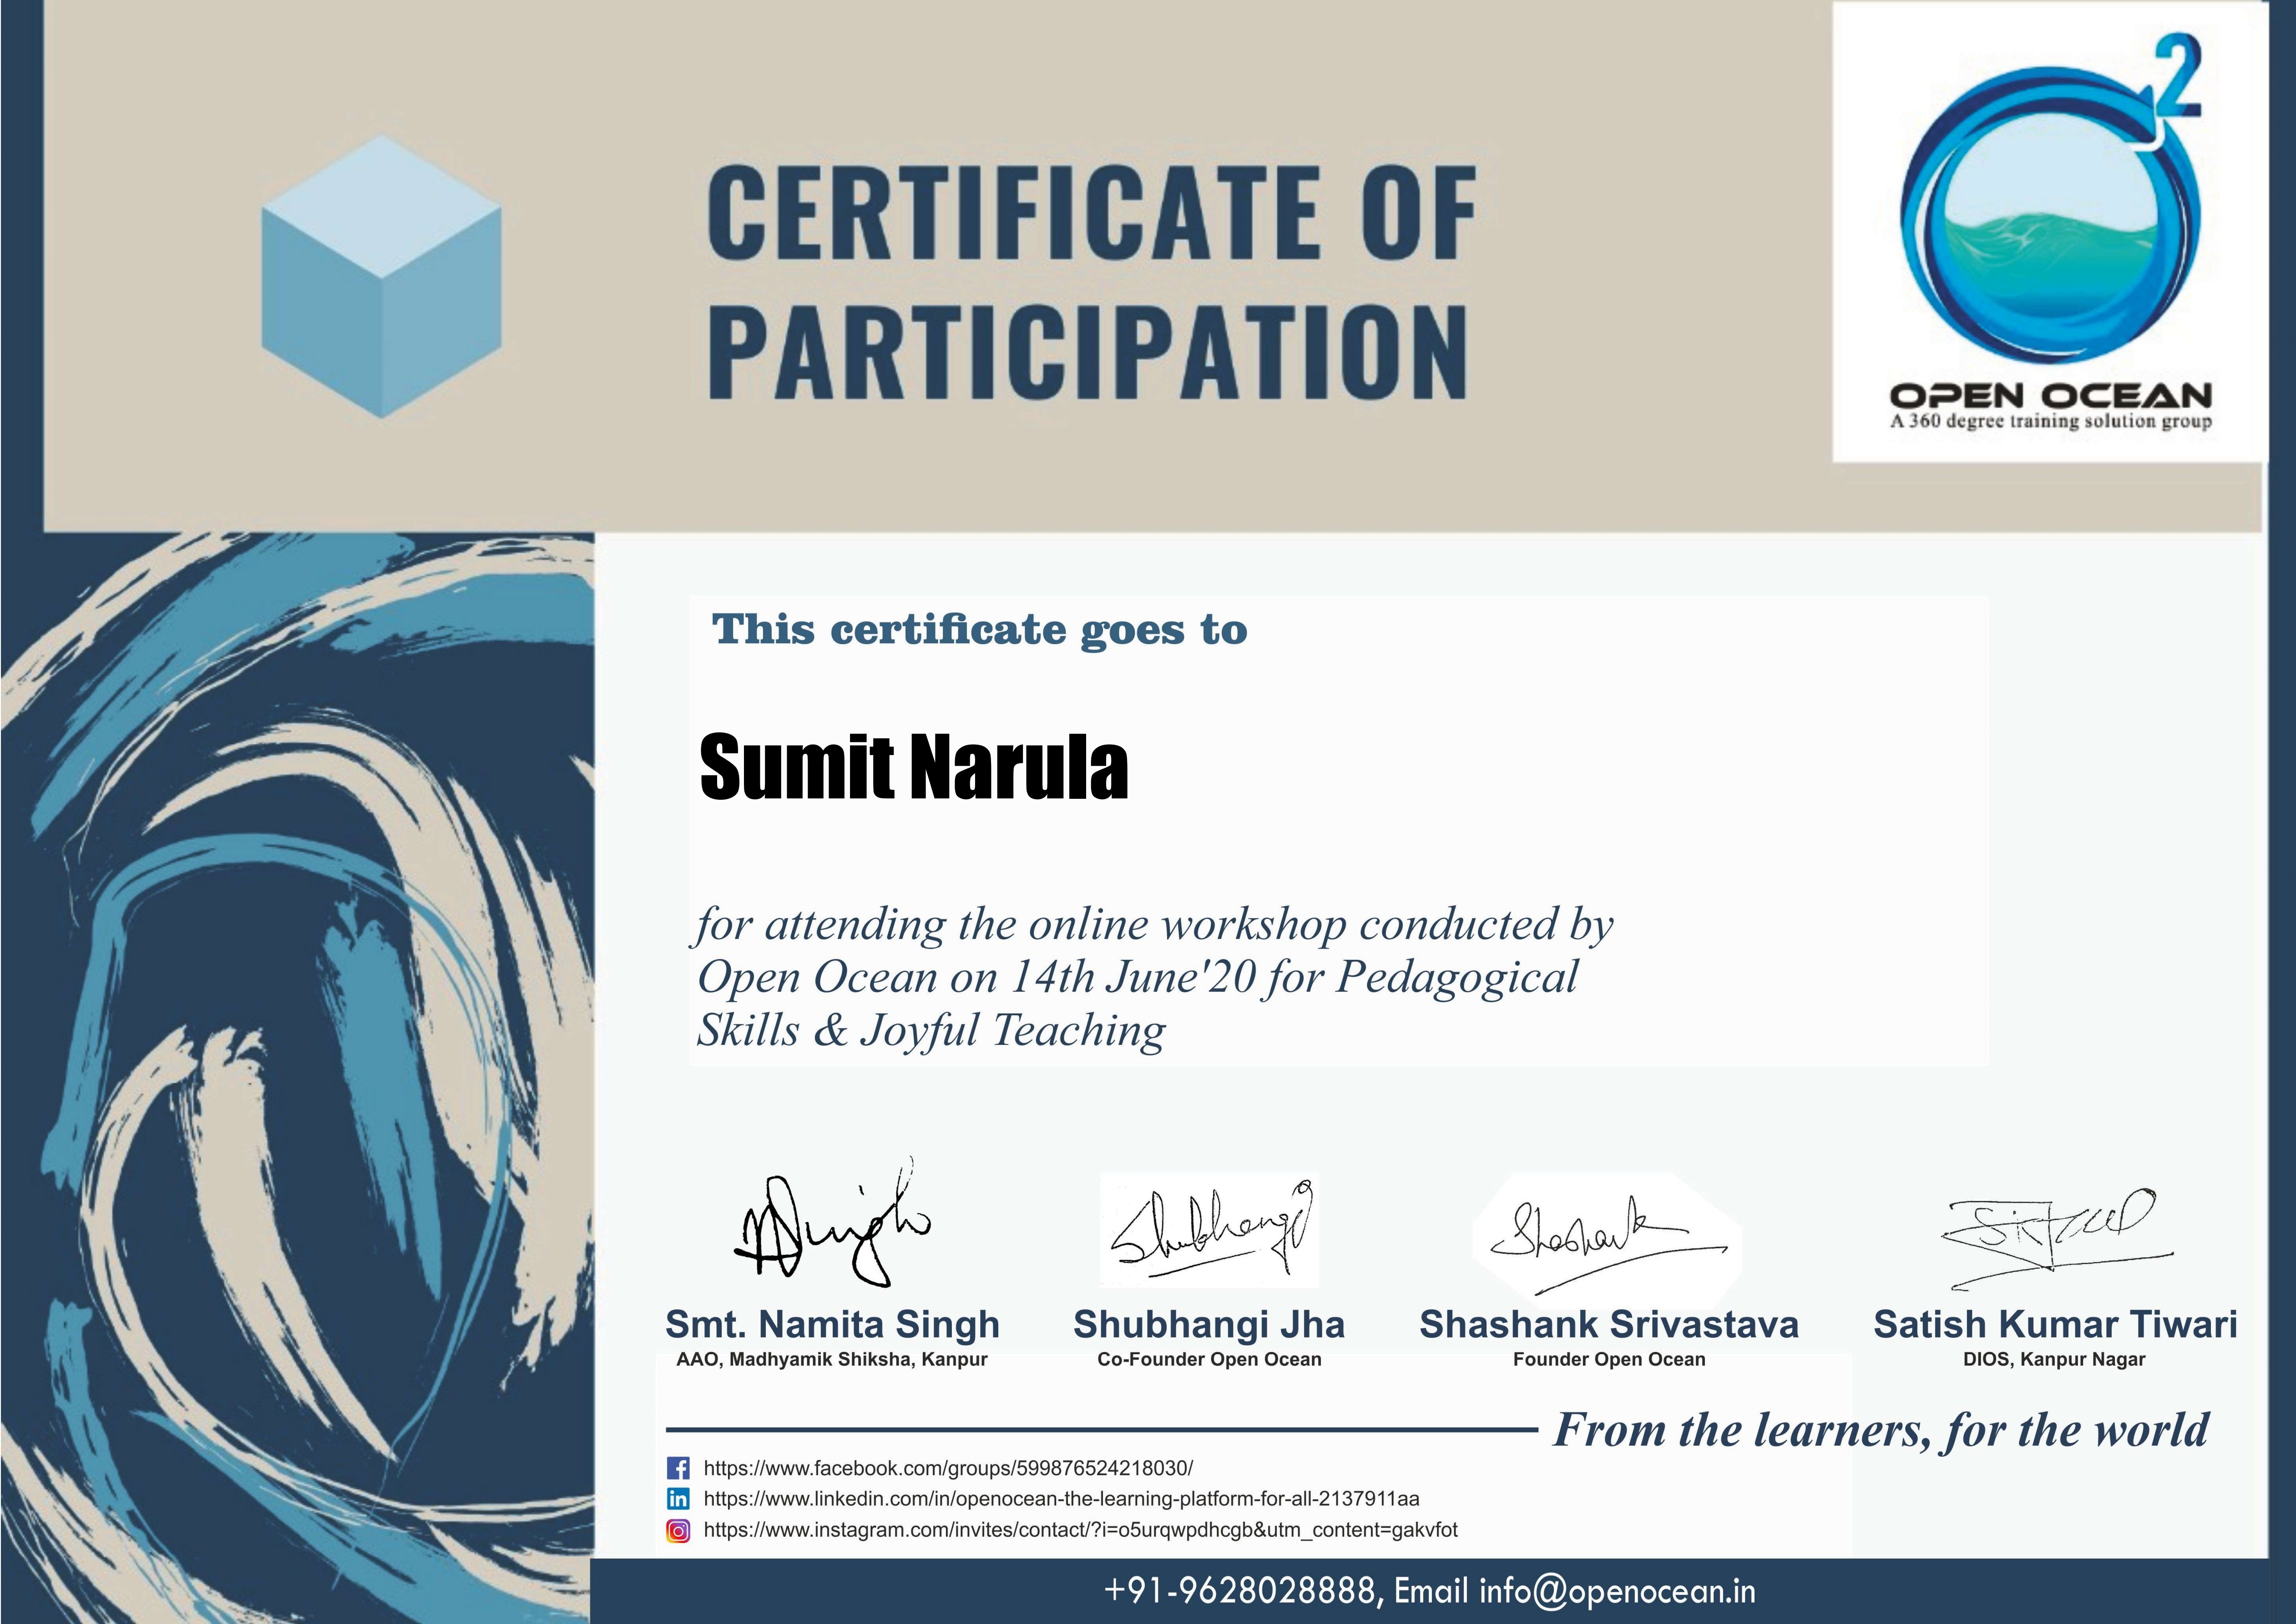 CERTIFICATE OF
PARTICIPATION
2
OPEN OCEAN
A 360 degree training solution group
This certificate goes to
Sumit Narula
for attending the online workshop conducted by
Open Ocean on 14th June'20 for Pedagogical
Skills & Joyful Teaching
NSingh
Shubhangi
Shashank
Smt. Namita Singh
AAO, Madhyamik Shiksha, Kanpur
Shubhangi Jha
Co-Founder Open Ocean
Shashank Srivastava
Founder Open Ocean
Satish Kumar Tiwari
DIOS, Kanpur Nagar
From the learners, for the world
https://www.facebook.com/groups/599876524218030/
https://www.linkedin.com/in/openocean-the-learning-platform-for-all-2137911aa
https://www.instagram.com/invites/contact/?i=o5urqwpdhcgb&utm_content=gakvfot
+91-9628028888, Email info@openocean.in